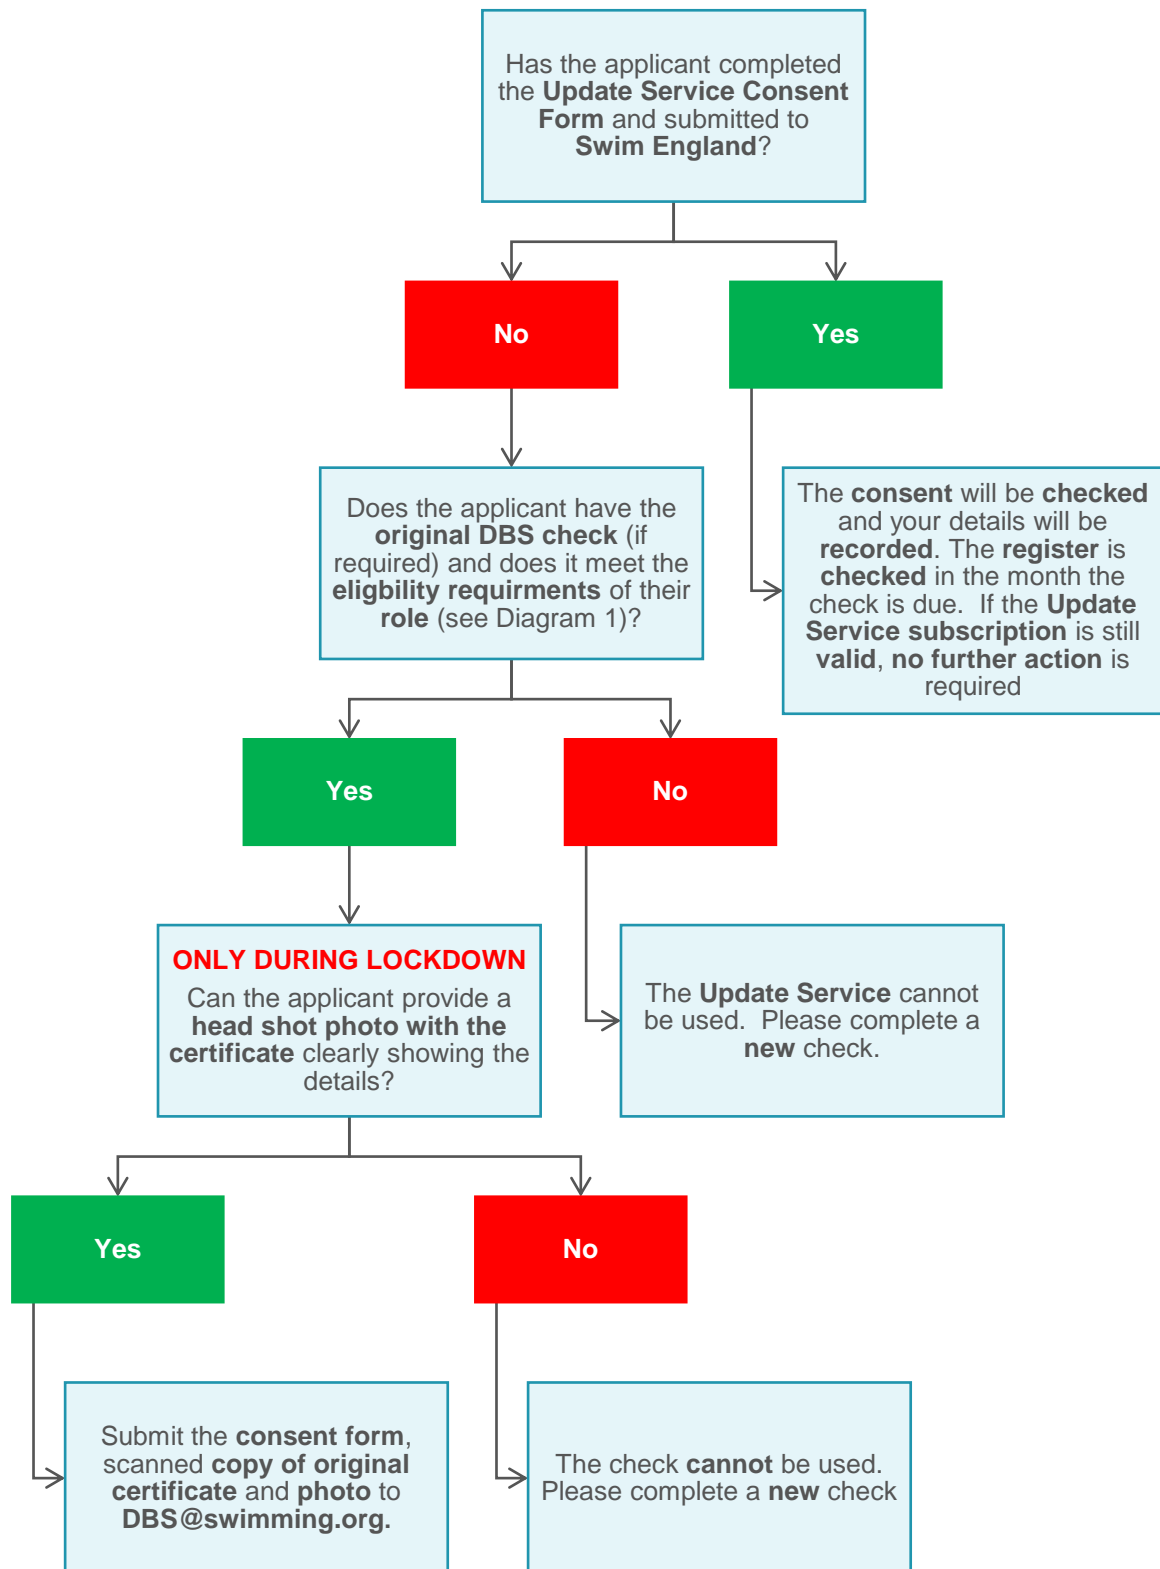 Has the applicant completed
the Update Service Consent
Form and submitted to
Swim England?
No
Yes
Does the applicant have the
original DBS check (if
required) and does it meet the
eligbility requirments of their
role (see Diagram 1)?
The consent will be checked
and your details will be
recorded. The register is
checked in the month the
check is due. If the Update
Service subscription is still
valid, no further action is
required
Yes
No
ONLY DURING LOCKDOWN
Can the applicant provide a
head shot photo with the
certificate clearly showing the
details?
The Update Service cannot
be used. Please complete a
new check.
Yes
No
Submit the consent form,
scanned copy of original
certificate and photo to
DBS@swimming.org.
The check cannot be used.
Please complete a new check